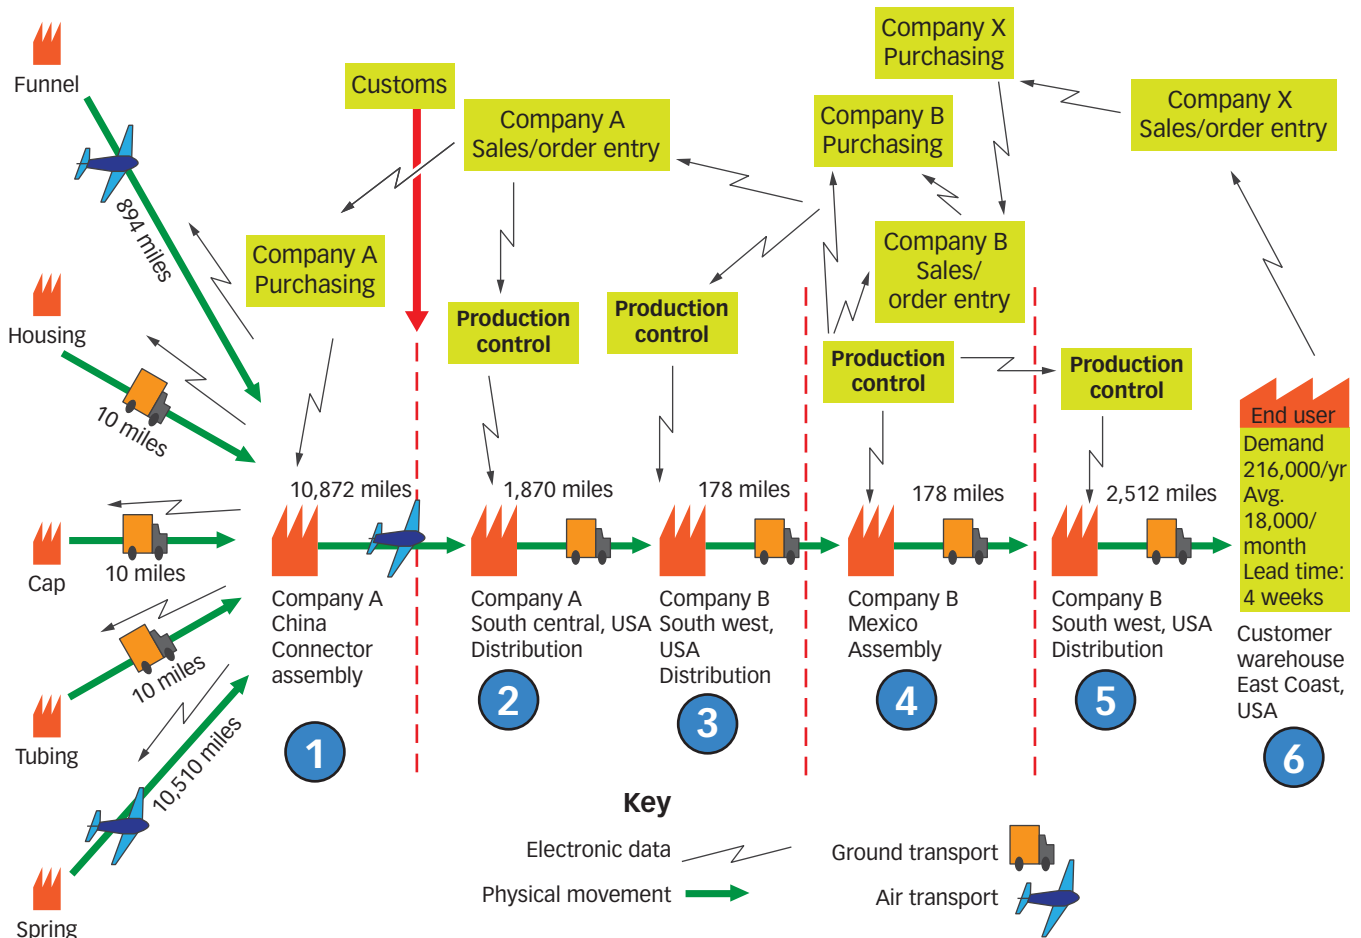 Funnel
894 miles
Housing
10 miles
Cap
10 miles
Tubing
10 miles
Spring
10,510 miles
Customs
Company A
Purchasing
Company A
Sales/order entry
Production
control
Production
control
Company B
Purchasing
Company X
Purchasing
Company B
Sales/
order entry
Company X
Sales/order entry
Production
control
Production
control
10,872 miles
1,870 miles
178 miles
178 miles
2,512 miles
Company A
China
Connector
assembly
1
Company A
South central, USA
Distribution
2
Company B
South west,
USA
Distribution
3
Company B
Mexico
Assembly
4
Company B
South west, USA
Distribution
5
End user
Demand
216,000/yr
Avg.
18,000/
month
Lead time:
4 weeks
Customer
warehouse
East Coast,
USA
6
Key
Electronic data
Physical movement
Ground transport
Air transport